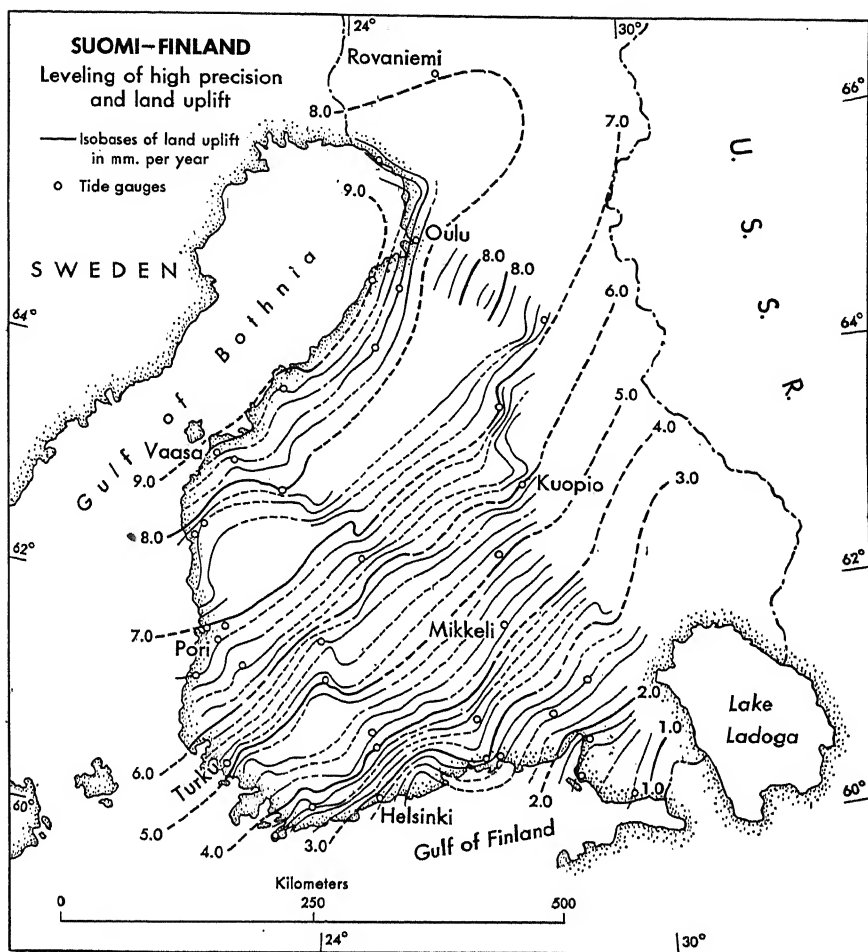 24°
30°
SUOMI–FINLAND
Leveling of high precision
and land uplift
Isobases of land uplift
in mm. per year
Tide gauges
Rovaniemi
66°
8.0
7.0
U. S. S. R.
9.0
Oulu
SWEDEN
8.0
8.0
6.0
64°
64°
Gulf of Bothnia
5.0
4.0
Vaasa
3.0
9.0
Kuopio
8.0
62°
62°
7.0
Mikkeli
Pori
2.0
Lake
Ladoga
1.0
6.0
Turku
1.0
60°
2.0
60°
5.0
Helsinki
4.0
3.0
Gulf of Finland
Kilometers
0
250
500
24°
30°